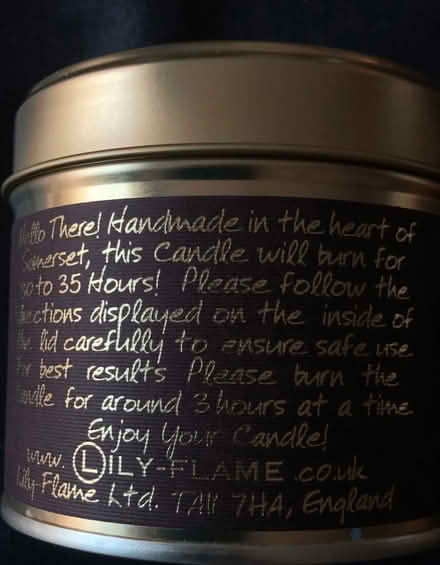 Hello There! Handmade in the heart of
Somerset, this Candle will burn for
up to 35 Hours! Please follow the
directions displayed on the inside of
the lid carefully to ensure safe use
For best results Please burn the
Candle for around 3 hours at a time
Enjoy Your Candle!
www.LILY-FLAME.co.uk
Lily-Flame Ltd. TA11 7HA, England